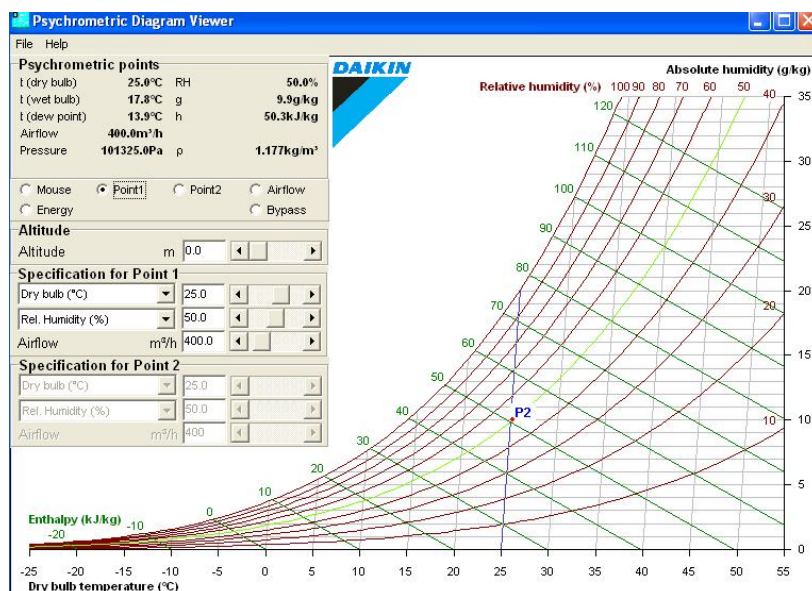 Psychrometric Diagram Viewer
File Help
Psychrometric points
t (dry bulb) 25.0°C RH 50.0%
t (wet bulb) 17.8°C g 9.9g/kg
t (dew point) 13.9°C h 50.3kJ/kg
Airflow 400.0m³/h
Pressure 101325.0Pa ρ 1.177kg/m³
Mouse Point1 Point2 Airflow
Energy Bypass
Altitude
Altitude m 0.0
Specification for Point 1
Dry bulb (°C) 25.0
Rel. Humidity (%) 50.0
Airflow m³/h 400.0
Specification for Point 2
Dry bulb (°C) 25.0
Rel. Humidity (%) 50.0
Airflow m³/h 400
DAIKIN
Absolute humidity (g/kg)
Relative humidity (%) 100 90 80 70 60 50 40
30
20
10
35
30
25
20
15
10
5
0
120
110
100
90
80
70
60
50
40
30
20
10
0
-10
-20
Enthalpy (kJ/kg)
P2
-25 -20 -15 -10 -5 0 5 10 15 20 25 30 35 40 45 50 55
Dry bulb temperature (°C)